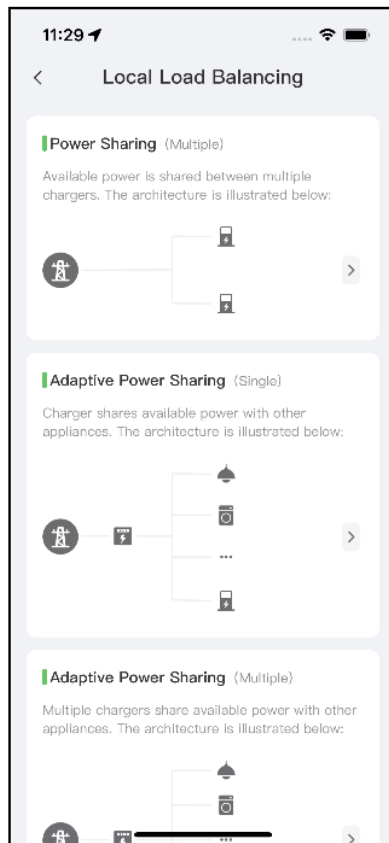 11:29
Local Load Balancing
Power Sharing (Multiple)
Available power is shared between multiple
chargers. The architecture is illustrated below:
Adaptive Power Sharing (Single)
Charger shares available power with other
appliances. The architecture is illustrated below:
...
Adaptive Power Sharing (Multiple)
Multiple chargers share available power with other
appliances. The architecture is illustrated below:
...